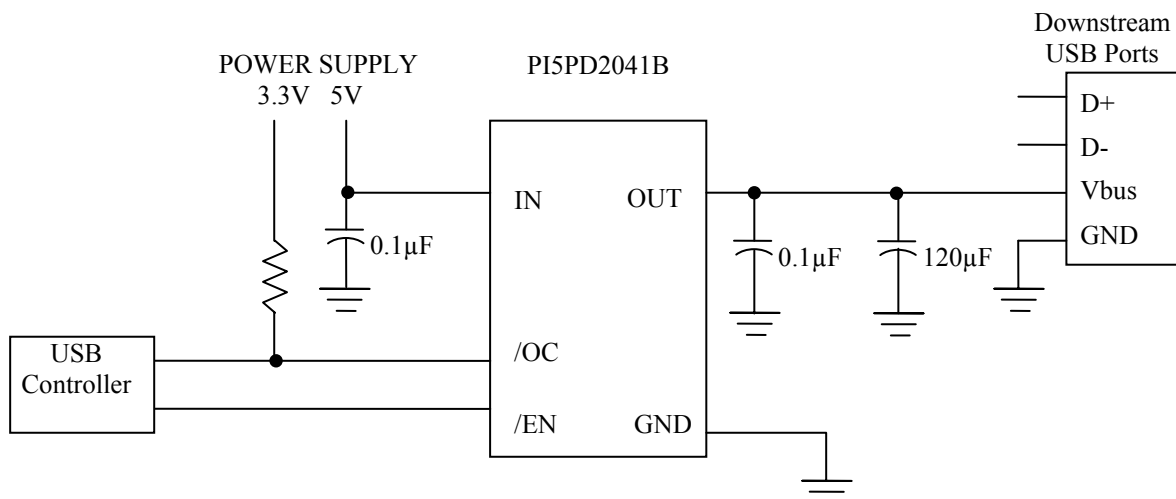 Downstream
USB Ports
POWER SUPPLY
3.3V 5V
PI5PD2041B
D+
D-
Vbus
GND
IN
OUT
0.1µF
0.1µF
120µF
USB
Controller
/OC
/EN
GND